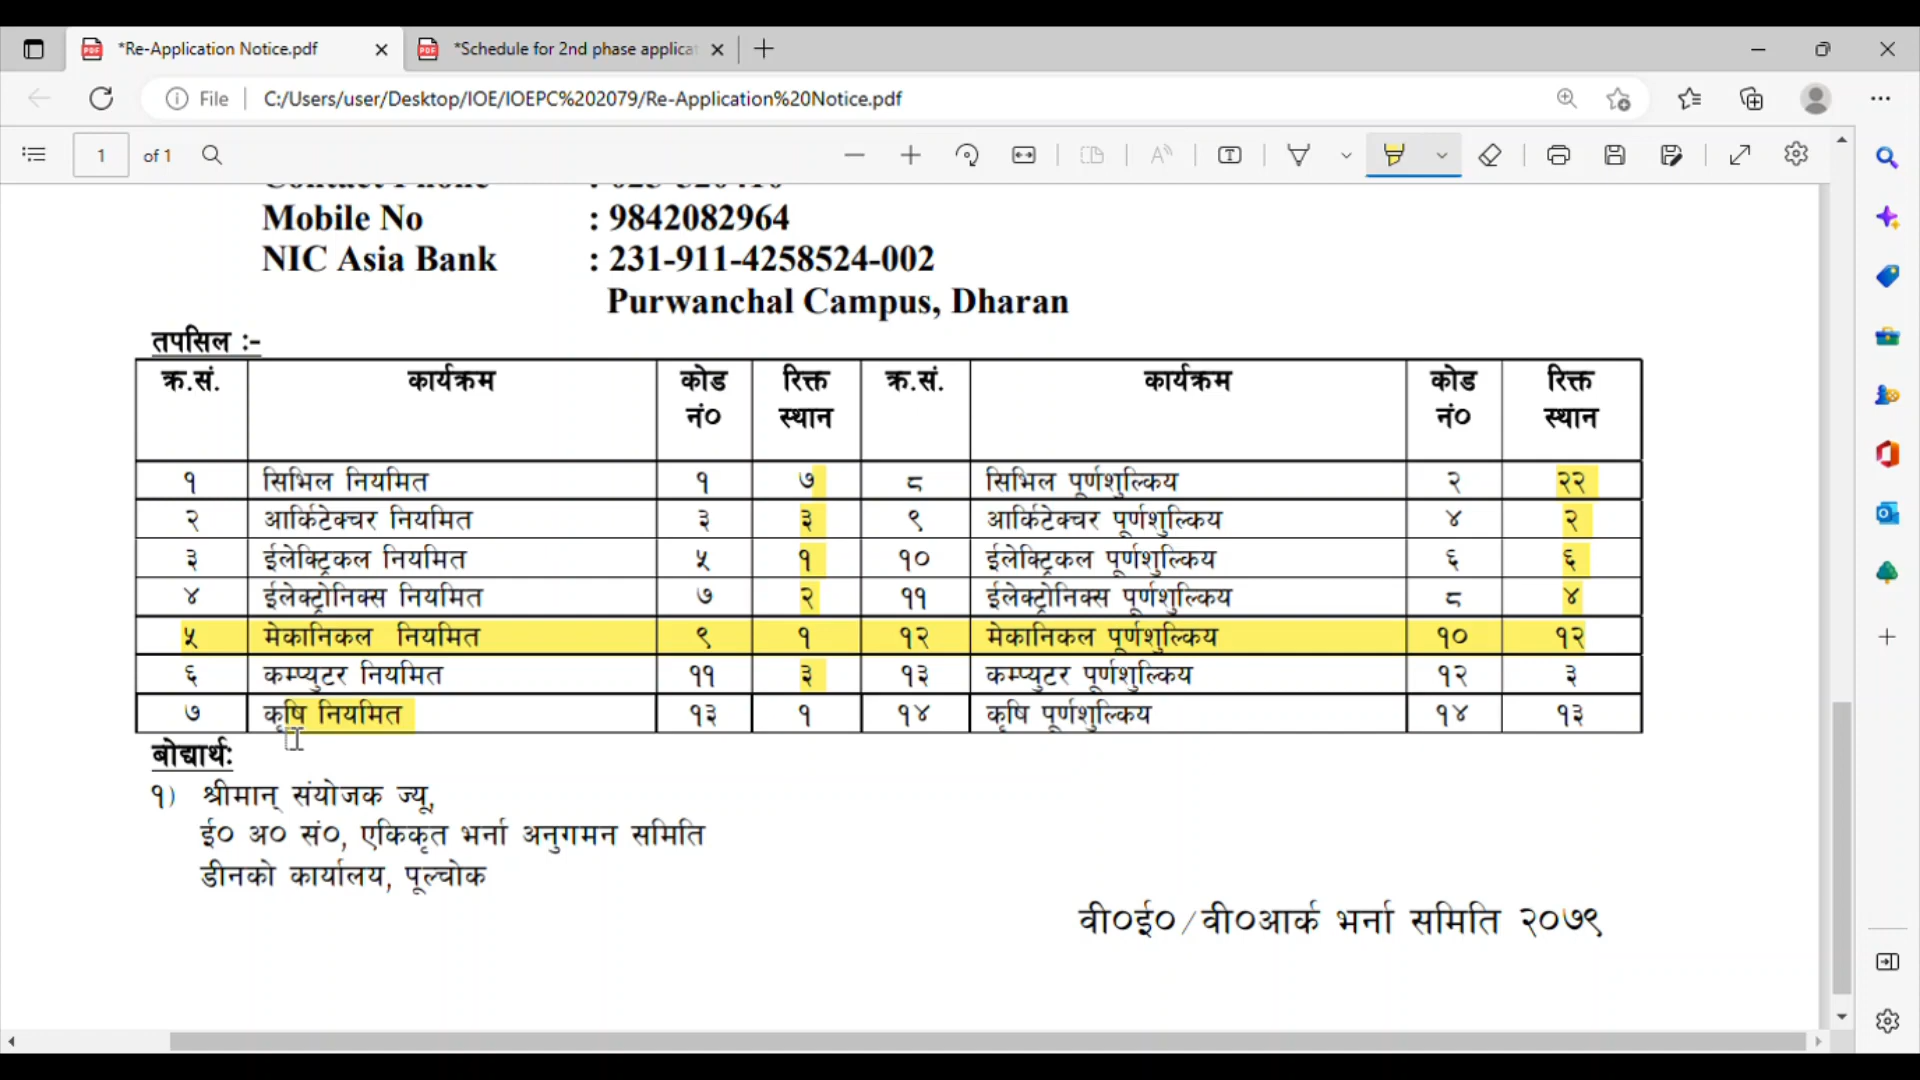 *Re-Application Notice.pdf
*Schedule for 2nd phase applicat
File
C:/Users/user/Desktop/IOE/IOEPC%202079/Re-Application%20Notice.pdf
1 of 1
Mobile No : 9842082964
NIC Asia Bank : 231-911-4258524-002
Purwanchal Campus, Dharan
तपसिल :-
क्र.सं. कार्यक्रम कोड नं० रिक्त स्थान क्र.सं. कार्यक्रम कोड नं० रिक्त स्थान
१ सिभिल नियमित १ ७ ८ सिभिल पूर्णशुल्किय २ २२
२ आर्किटेक्चर नियमित ३ ३ ९ आर्किटेक्चर पूर्णशुल्किय ४ २
३ ईलेक्ट्रिकल नियमित ५ १ १० ईलेक्ट्रिकल पूर्णशुल्किय ६ ६
४ ईलेक्ट्रोनिक्स नियमित ७ २ ११ ईलेक्ट्रोनिक्स पूर्णशुल्किय ८ ४
५ मेकानिकल नियमित ९ १ १२ मेकानिकल पूर्णशुल्किय १० १२
६ कम्प्युटर नियमित ११ ३ १३ कम्प्युटर पूर्णशुल्किय १२ ३
७ कृषि नियमित १३ १ १४ कृषि पूर्णशुल्किय १४ १३
बोद्यार्थ:
१) श्रीमान् संयोजक ज्यू,
ई० अ० सं०, एकिकृत भर्ना अनुगमन समिति
डीनको कार्यालय, पूल्चोक
वी०ई०/वी०आर्क भर्ना समिति २०७९